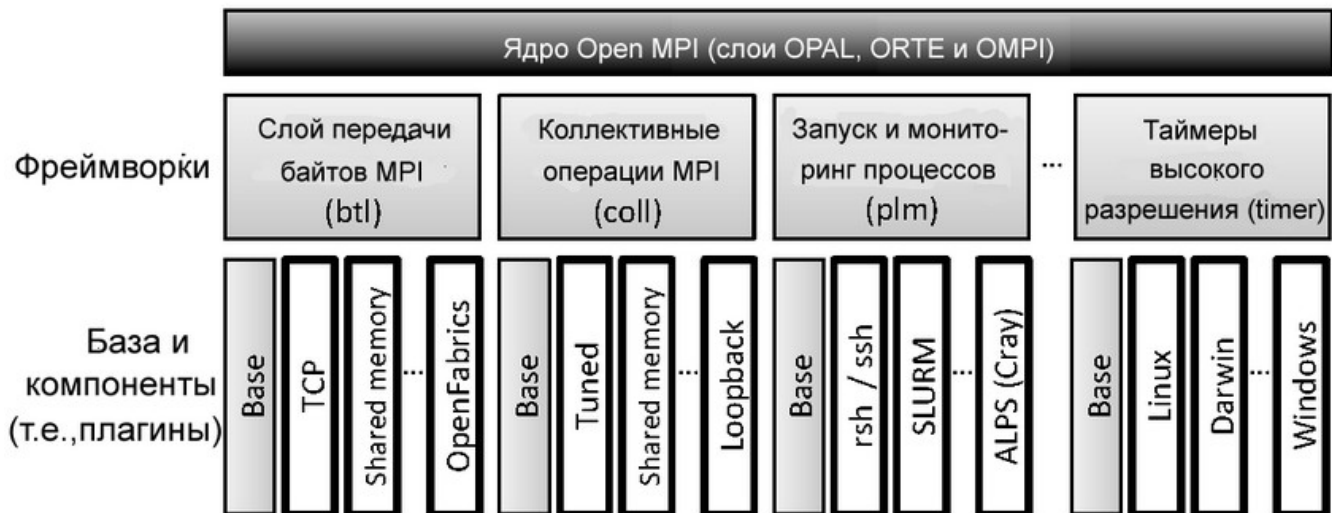 Ядро Open MPI (слои OPAL, ORTE и OMPI)
Фреймворки
Слой передачи
байтов MPI
(btl)
Коллективные
операции MPI
(coll)
Запуск и монито-
ринг процессов
(plm)
...
Таймеры
высокого
разрешения (timer)
База и
компоненты
(т.е.,плагины)
Base
TCP
Shared memory
...
OpenFabrics
Base
Tuned
Shared memory
...
Loopback
Base
rsh / ssh
SLURM
...
ALPS (Cray)
Base
Linux
Darwin
...
Windows